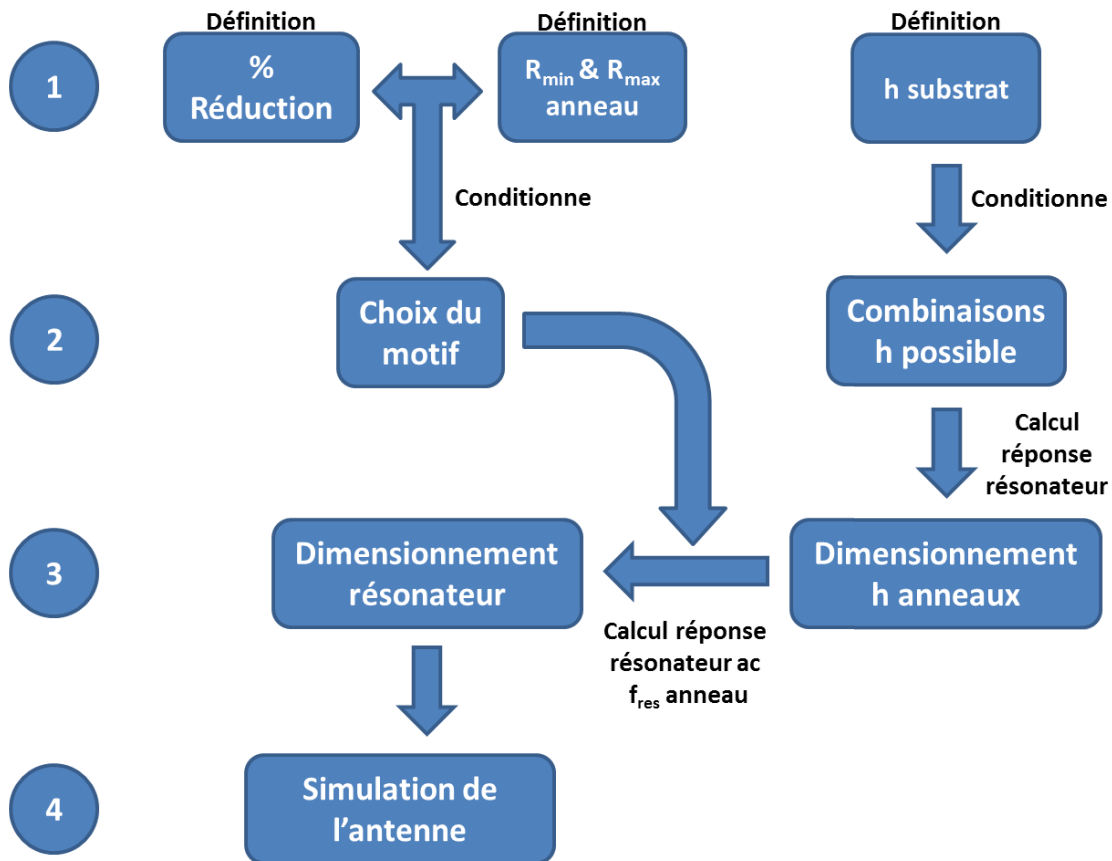 Définition
Définition
Définition
1
%
Réduction
Rmin & Rmax
anneau
h substrat
Conditionne
Conditionne
2
Choix du
motif
Combinaisons
h possible
Calcul
réponse
résonateur
3
Dimensionnement
résonateur
Dimensionnement
h anneaux
Calcul réponse
résonateur ac
fres anneau
4
Simulation de
l'antenne